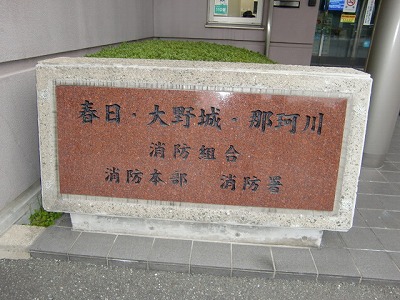 春日・大野城・那珂川
消防組合
消防本部　消防署